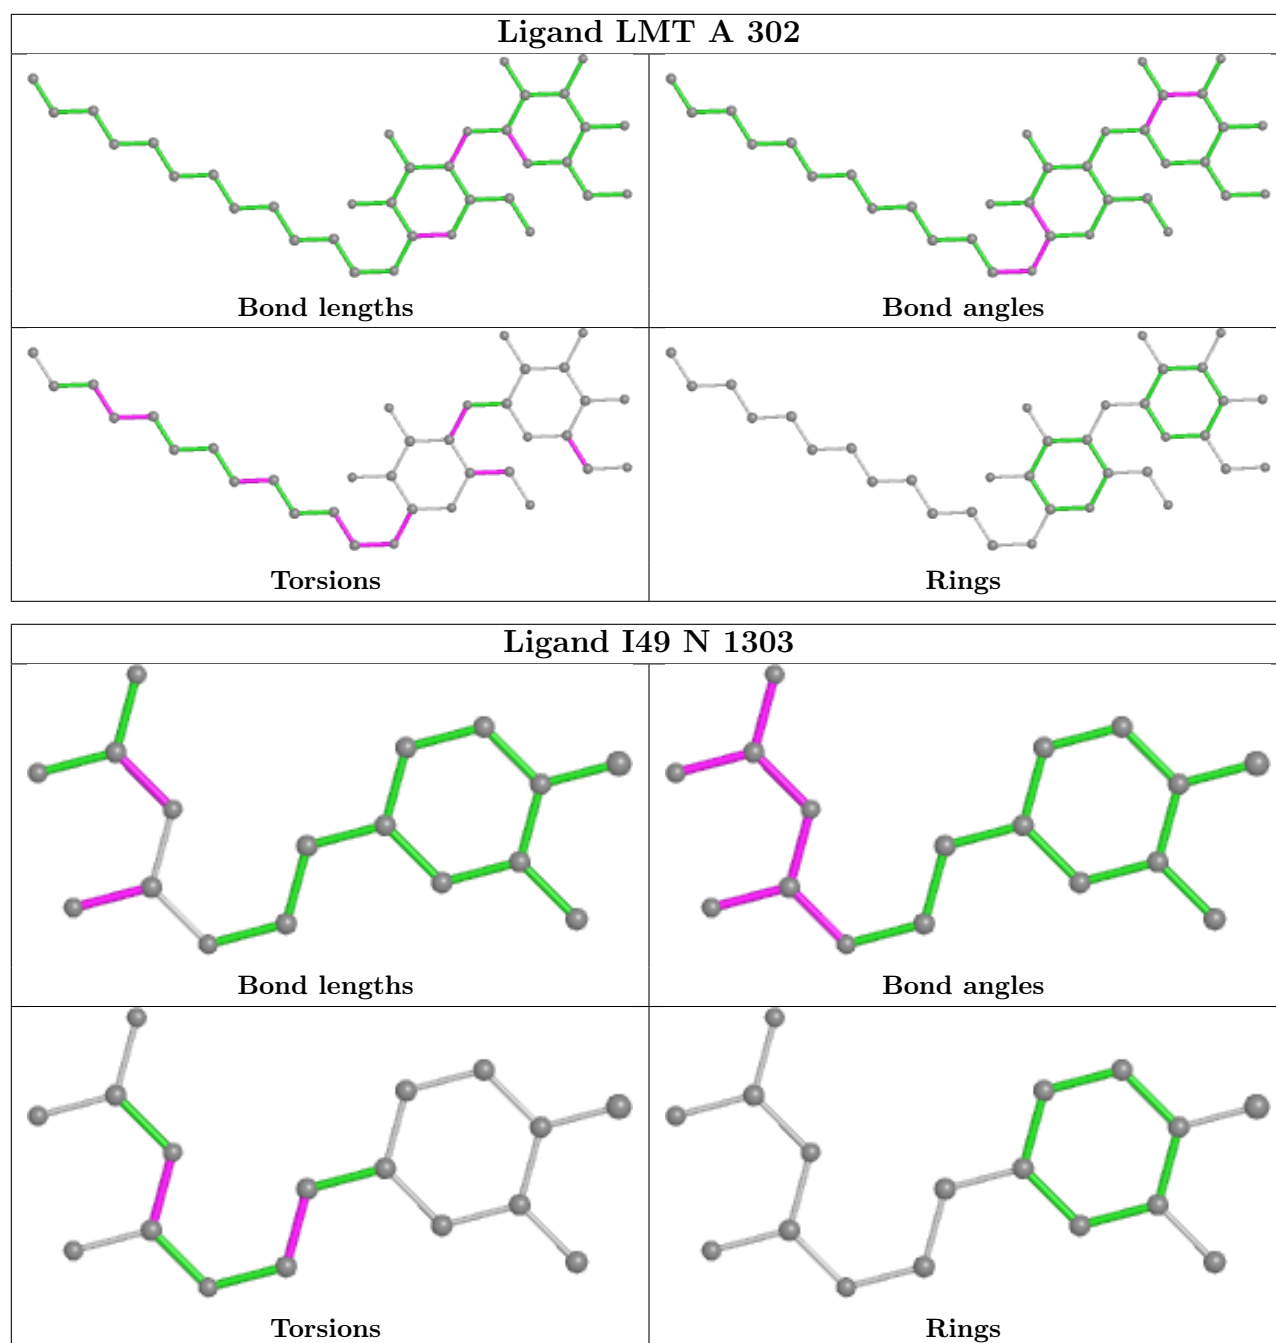 Ligand LMT A 302
Bond lengths
Bond angles
Torsions
Rings
Ligand I49 N 1303
Bond lengths
Bond angles
Torsions
Rings